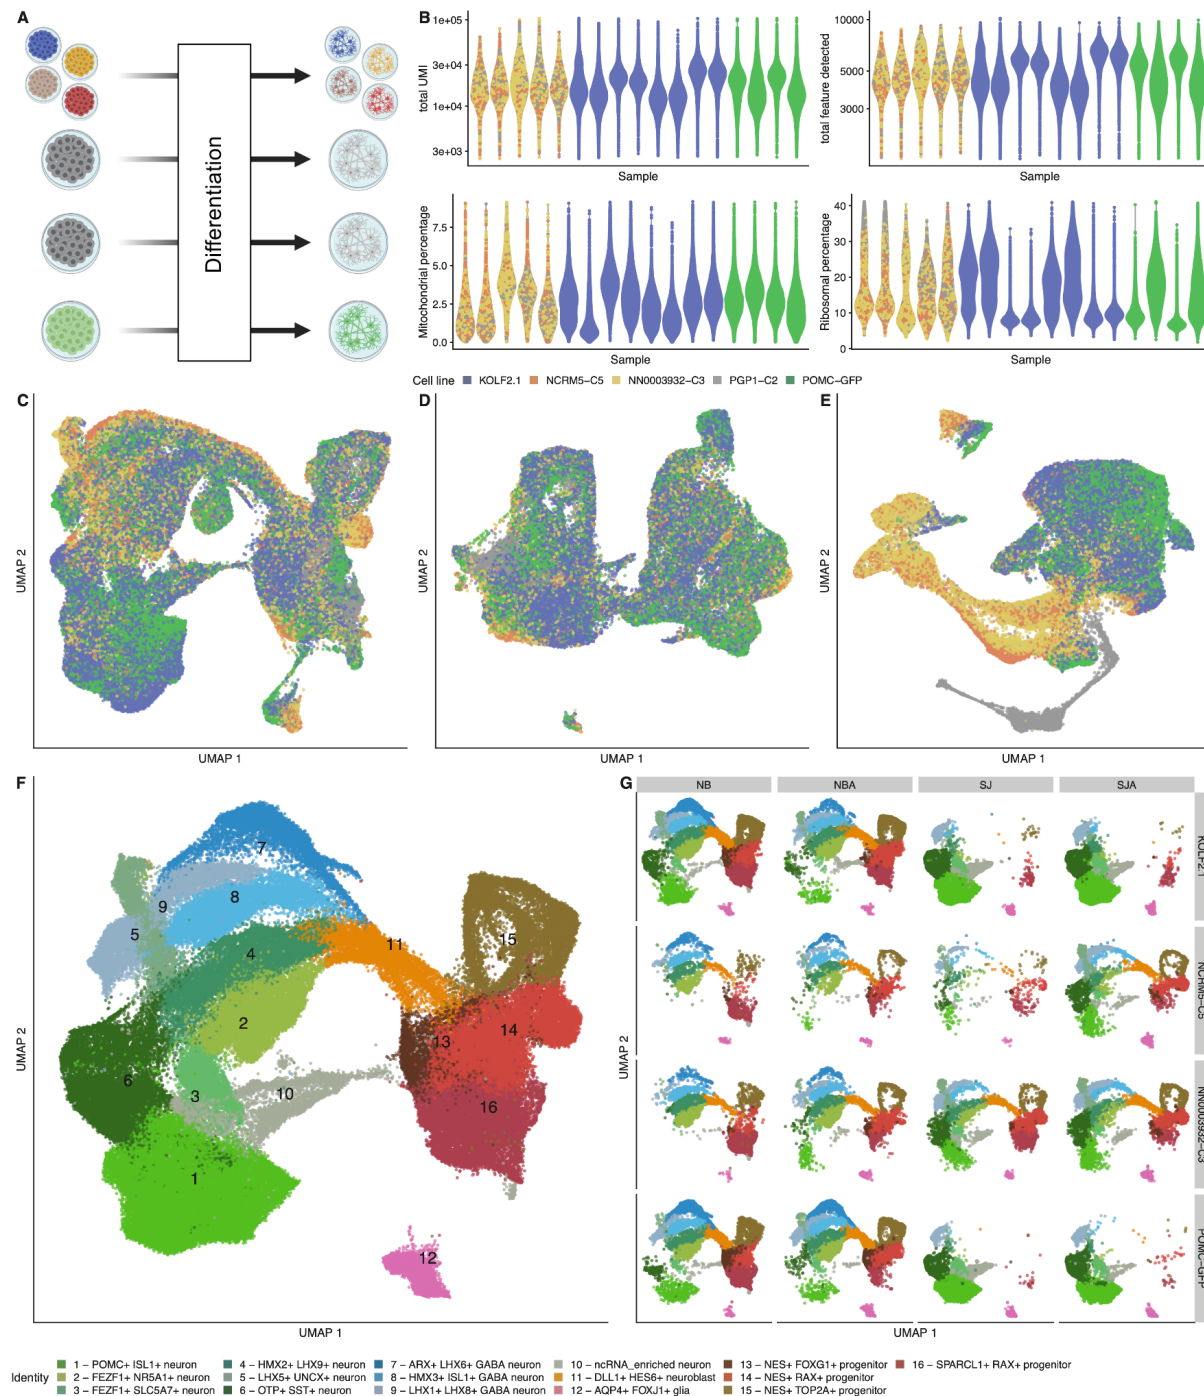 A
Differentiation
B
total UMI
1e+05
3e+04
1e+04
3e+03
Sample
total feature detected
10000
5000
3000
Sample
Mitochondrial percentage
7.5
5.0
2.5
0.0
Sample
Ribosomal percentage
40
30
20
10
0
Sample
Cell line KOLF2.1 NCRM5−C5 NN0003932−C3 PGP1−C2 POMC−GFP
C
UMAP 2
UMAP 1
D
UMAP 2
UMAP 1
E
UMAP 2
UMAP 1
F
UMAP 2
7
9
8
5
11
15
4
2
14
13
6
3
10
16
1
12
UMAP 1
G
NB NBA SJ SJA
KOLF2.1
NCRM5−C5
NN0003932−C3
POMC−GFP
UMAP 2
UMAP 1
Identity
1 − POMC+ ISL1+ neuron
2 − FEZF1+ NR5A1+ neuron
3 − FEZF1+ SLC5A7+ neuron
4 − HMX2+ LHX9+ neuron
5 − LHX5+ UNCX+ neuron
6 − OTP+ SST+ neuron
7 − ARX+ LHX6+ GABA neuron
8 − HMX3+ ISL1+ GABA neuron
9 − LHX1+ LHX8+ GABA neuron
10 − ncRNA_enriched neuron
11 − DLL1+ HES6+ neuroblast
12 − AQP4+ FOXJ1+ glia
13 − NES+ FOXG1+ progenitor
14 − NES+ RAX+ progenitor
15 − NES+ TOP2A+ progenitor
16 − SPARCL1+ RAX+ progenitor